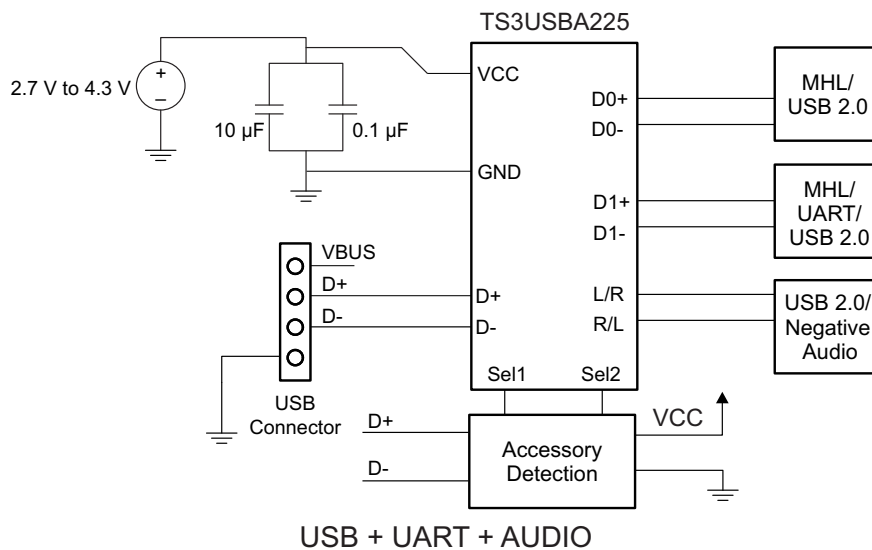 TS3USBA225
2.7 V to 4.3 V
+
–
10 µF
0.1 µF
VCC
GND
D0+
D0-
D1+
D1-
L/R
R/L
D+
D-
Sel1
Sel2
MHL/
USB 2.0
MHL/
UART/
USB 2.0
USB 2.0/
Negative
Audio
VBUS
D+
D-
USB
Connector
D+
D-
Accessory
Detection
VCC
USB + UART + AUDIO